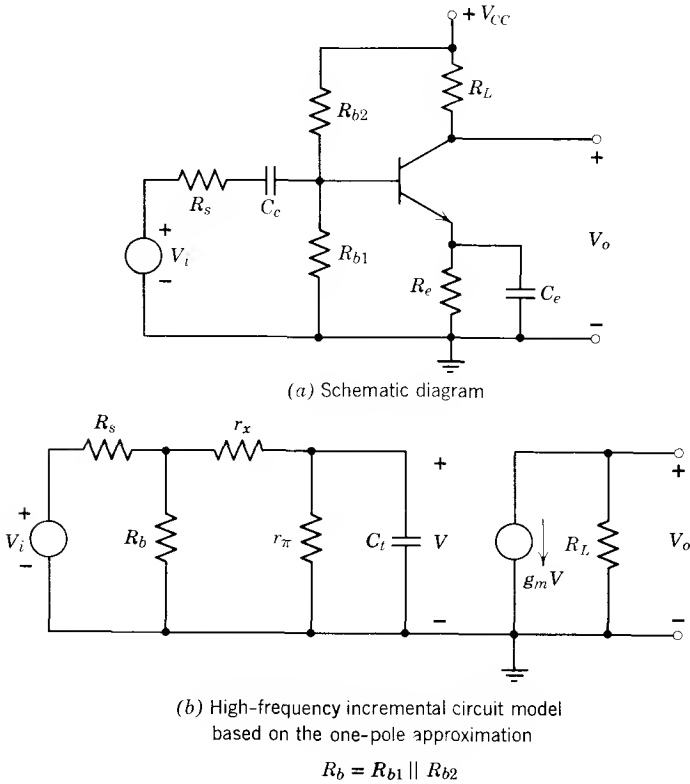 + V_CC
R_L
R_b2
+
R_s
C_c
+
V_i
R_b1
V_o
−
R_e
C_e
−
(a) Schematic diagram
R_s
r_x
+
+
+
V_i
R_b
r_π
C_t
V
R_L
V_o
−
g_mV
−
−
(b) High-frequency incremental circuit model
based on the one-pole approximation
R_b = R_b1 || R_b2